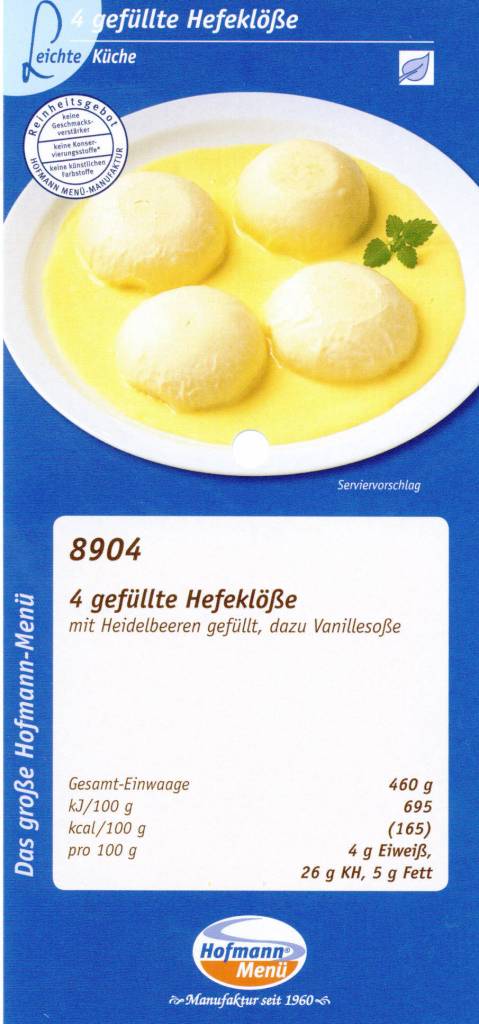 4 gefüllte Hefeklöße
Leichte Küche
Reinheitsgebot
keine
Geschmacks-
verstärker
keine Konser-
vierungsstoffe*
keine künstlichen
Farbstoffe
HOFMANN MENÜ-MANUFAKTUR
Serviervorschlag
Das große Hofmann-Menü
8904
4 gefüllte Hefeklöße
mit Heidelbeeren gefüllt, dazu Vanillesoße
Gesamt-Einwaage 460 g
kJ/100 g 695
kcal/100 g (165)
pro 100 g 4 g Eiweiß,
26 g KH, 5 g Fett
Hofmann®
Menü
Manufaktur seit 1960